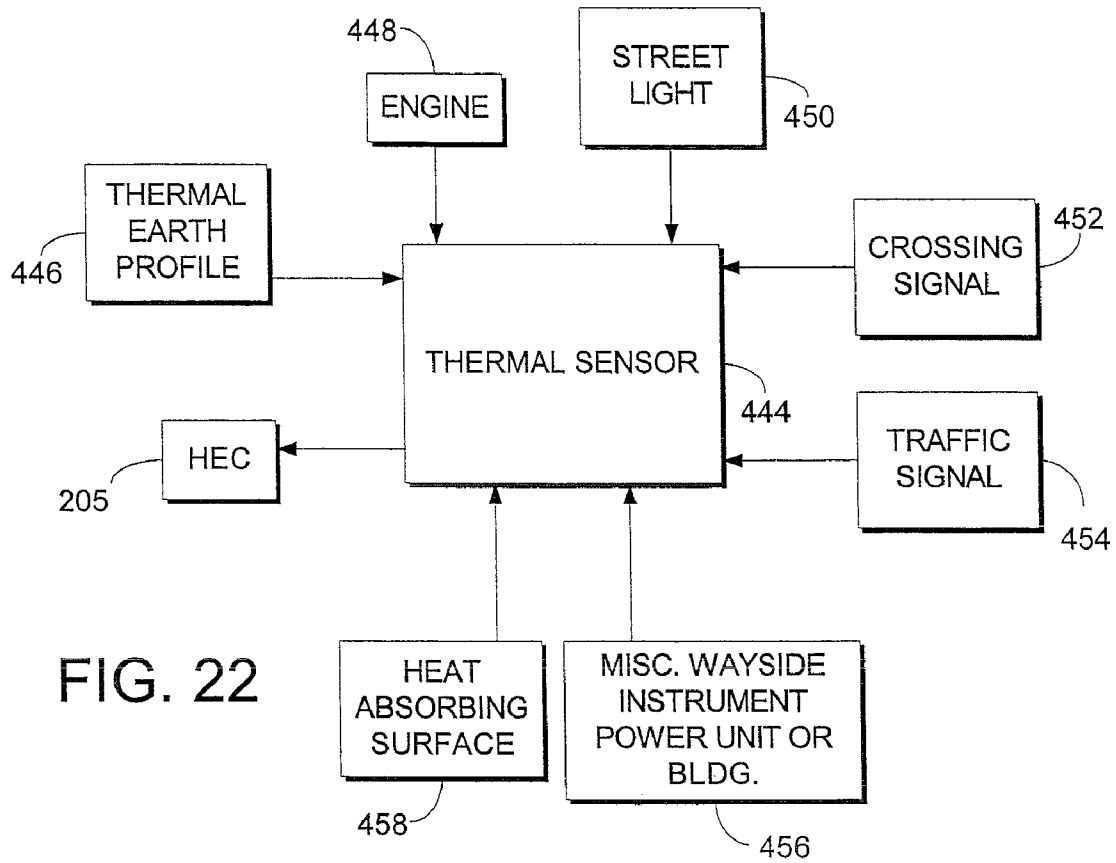 448
ENGINE
STREET
LIGHT
450
THERMAL
EARTH
PROFILE
446
452
CROSSING
SIGNAL
THERMAL SENSOR
444
HEC
205
TRAFFIC
SIGNAL
454
FIG. 22
HEAT
ABSORBING
SURFACE
458
MISC. WAYSIDE
INSTRUMENT
POWER UNIT OR
BLDG.
456